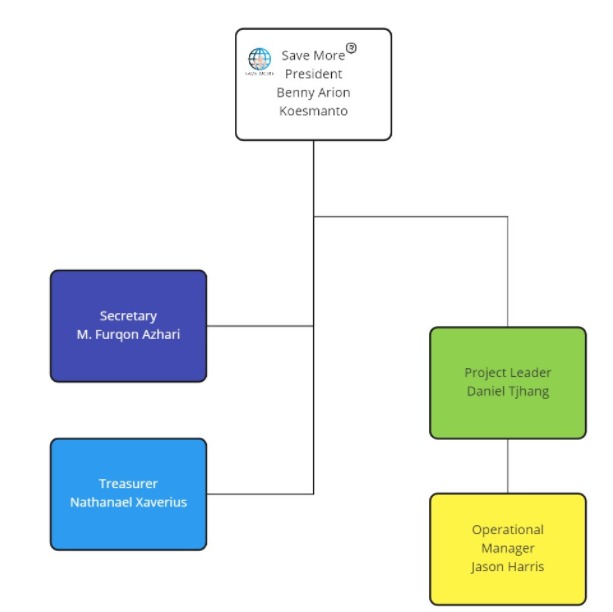 Save More
President
Benny Arion
Koesmanto
SAVE MORE
Secretary
M. Furqon Azhari
Project Leader
Daniel Tjhang
Treasurer
Nathanael Xaverius
Operational
Manager
Jason Harris